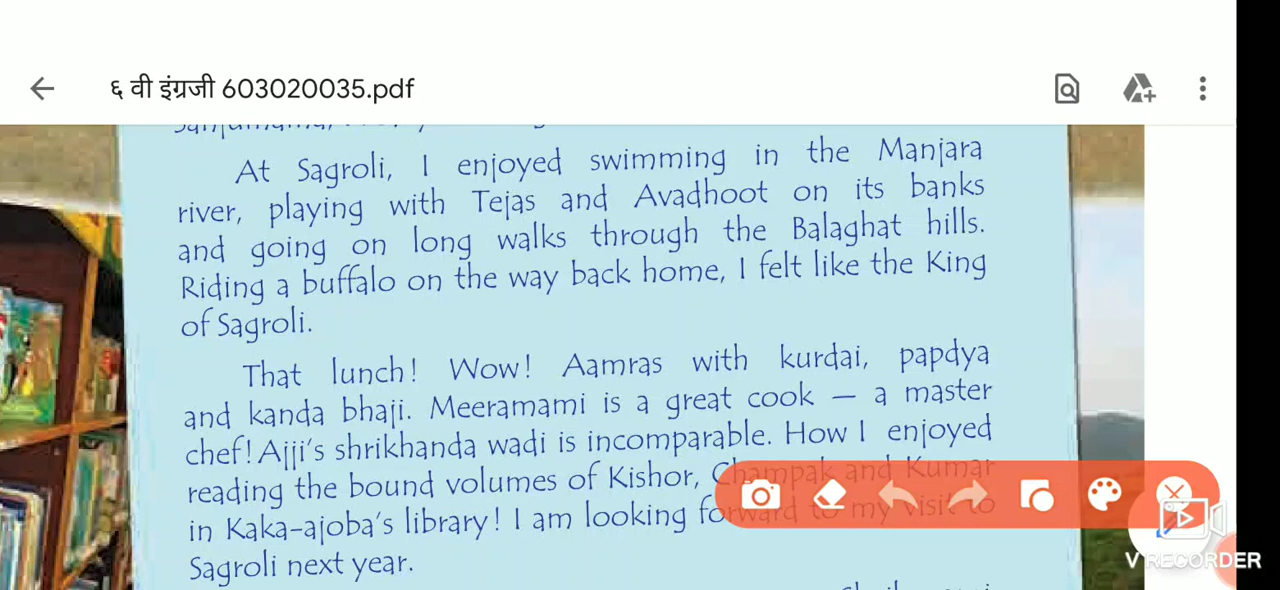 ६ वी इंग्रजी 603020035.pdf
At Sagroli, I enjoyed swimming in the Manjara
river, playing with Tejas and Avadhoot on its banks
and going on long walks through the Balaghat hills.
Riding a buffalo on the way back home, I felt like the King
of Sagroli.
That lunch! Wow! Aamras with kurdai, papdya
and kanda bhaji. Meeramami is a great cook – a master
chef! Ajji's shrikhanda wadi is incomparable. How I enjoyed
reading the bound volumes of Kishor, Champak and Kumar
in Kaka-ajoba's library! I am looking forward to my visit to
Sagroli next year.
V RECORDER